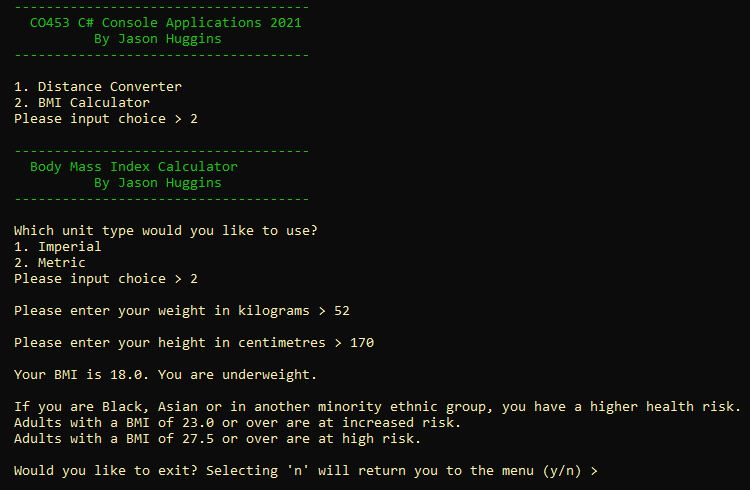 ------------------------------------
CO453 C# Console Applications 2021
By Jason Huggins
------------------------------------
1. Distance Converter
2. BMI Calculator
Please input choice > 2
------------------------------------
Body Mass Index Calculator
By Jason Huggins
------------------------------------
Which unit type would you like to use?
1. Imperial
2. Metric
Please input choice > 2
Please enter your weight in kilograms > 52
Please enter your height in centimetres > 170
Your BMI is 18.0. You are underweight.
If you are Black, Asian or in another minority ethnic group, you have a higher health risk.
Adults with a BMI of 23.0 or over are at increased risk.
Adults with a BMI of 27.5 or over are at high risk.
Would you like to exit? Selecting 'n' will return you to the menu (y/n) >